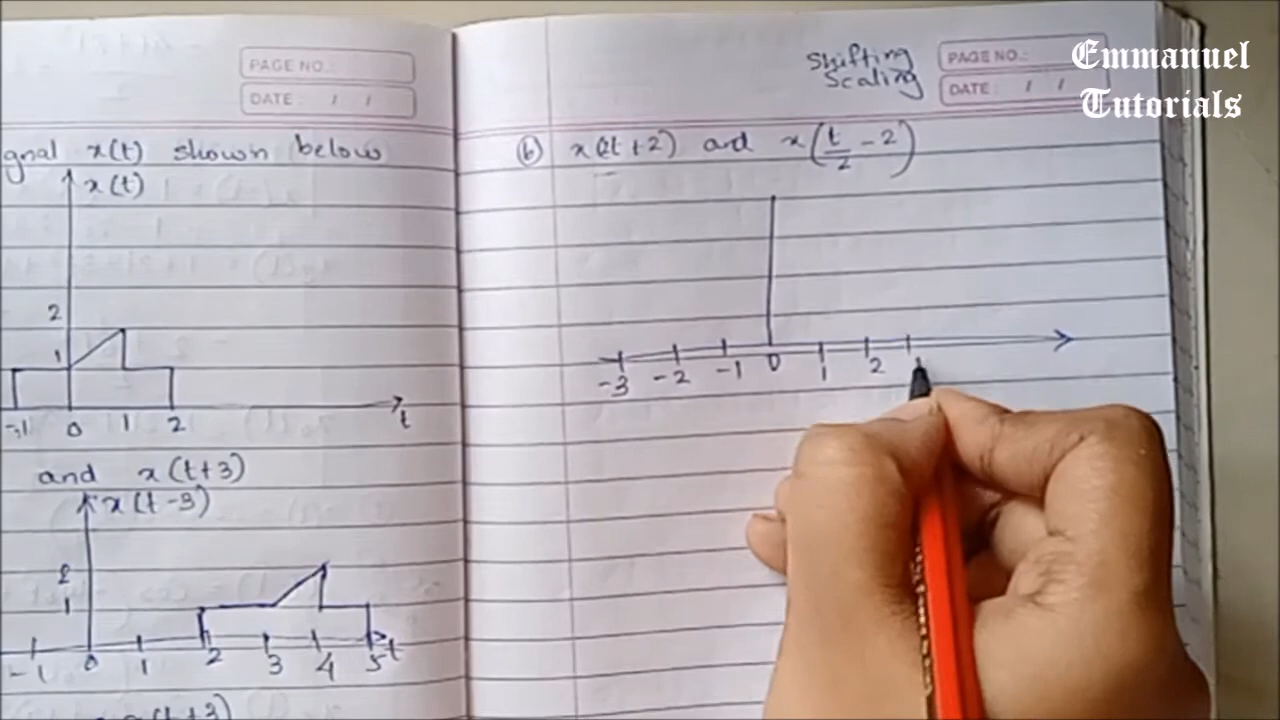 PAGE NO.:
DATE: / /
gnal x(t) shown below
x(t)
2
1
-1 0 1 2 t
and x(t+3)
x(t-3)
2
1
-1 0 1 2 3 4 5 t
x(t+3)
Shifting
Scaling
PAGE NO.:
DATE: / /
Emmanuel
Tutorials
(b) x(2t+2) and x(t/2 - 2)
-3 -2 -1 0 1 2